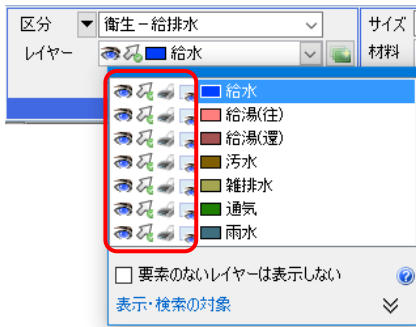 区分 ▼ 衛生－給排水 サイズ
レイヤー 給水 材料
給水
給湯(往)
給湯(還)
汚水
雑排水
通気
雨水
要素のないレイヤーは表示しない
表示・検索の対象